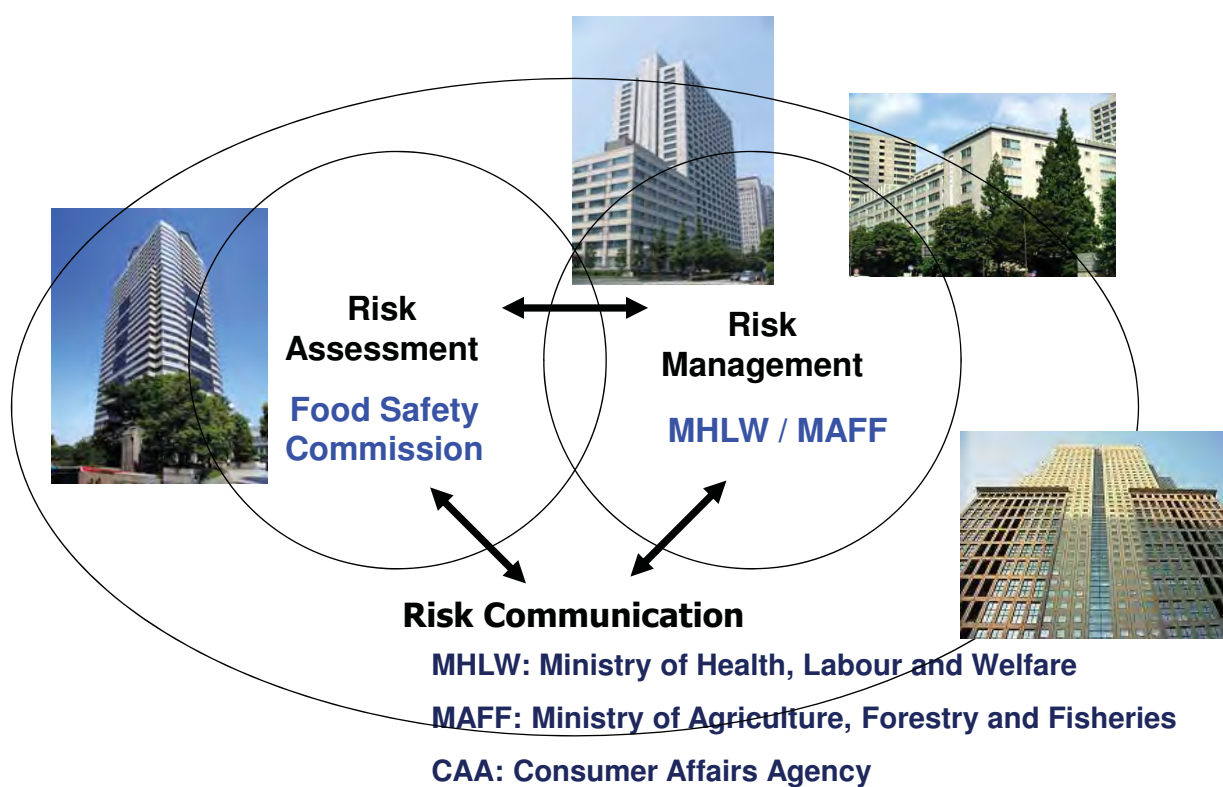 Risk
Assessment
Food Safety
Commission
Risk
Management
MHLW / MAFF
Risk Communication
MHLW: Ministry of Health, Labour and Welfare
MAFF: Ministry of Agriculture, Forestry and Fisheries
CAA: Consumer Affairs Agency